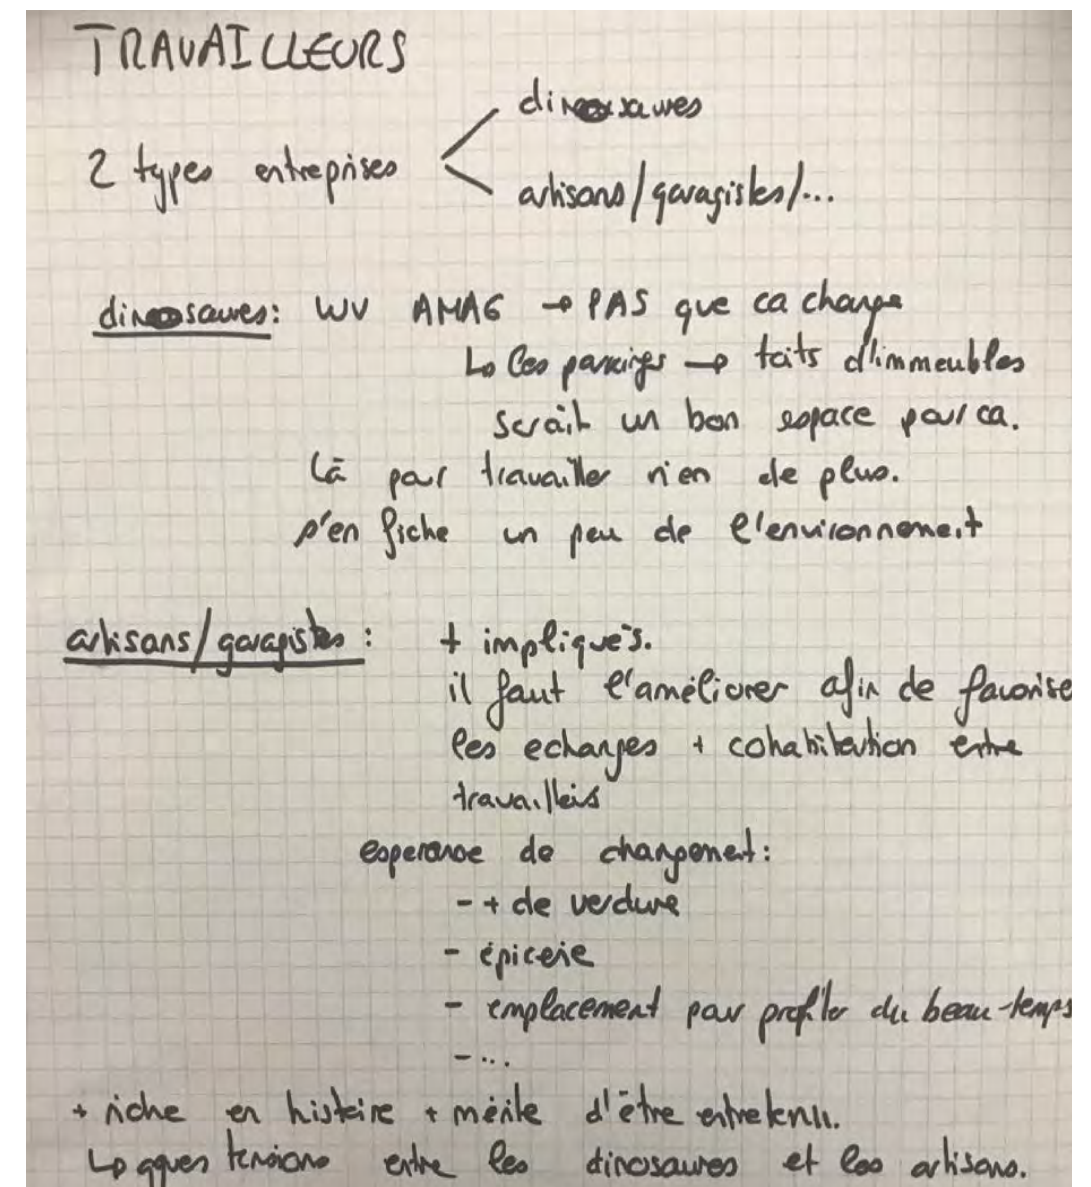 TRAVAILLEURS
dinosaures
2 types entreprises
artisans/garagistes/...
dinosaures: WV AMAG → PAS que ca change
↳ Les parkings → toits d'immeubles
serait un bon espace pour ca.
là pour travailler rien de plus.
s'en fiche un peu de l'environnement
artisans/garagistes: + impliqués.
il faut l'améliorer afin de favorise
les echanges + cohabitation entre
travailleurs
esperance de changement:
- + de verdure
- épicerie
- emplacement pour profiter du beau-temps
- ...
+ riche en histoire + mérite d'être entretenu.
↳ qques tensions entre les dinosaures et les artisans.